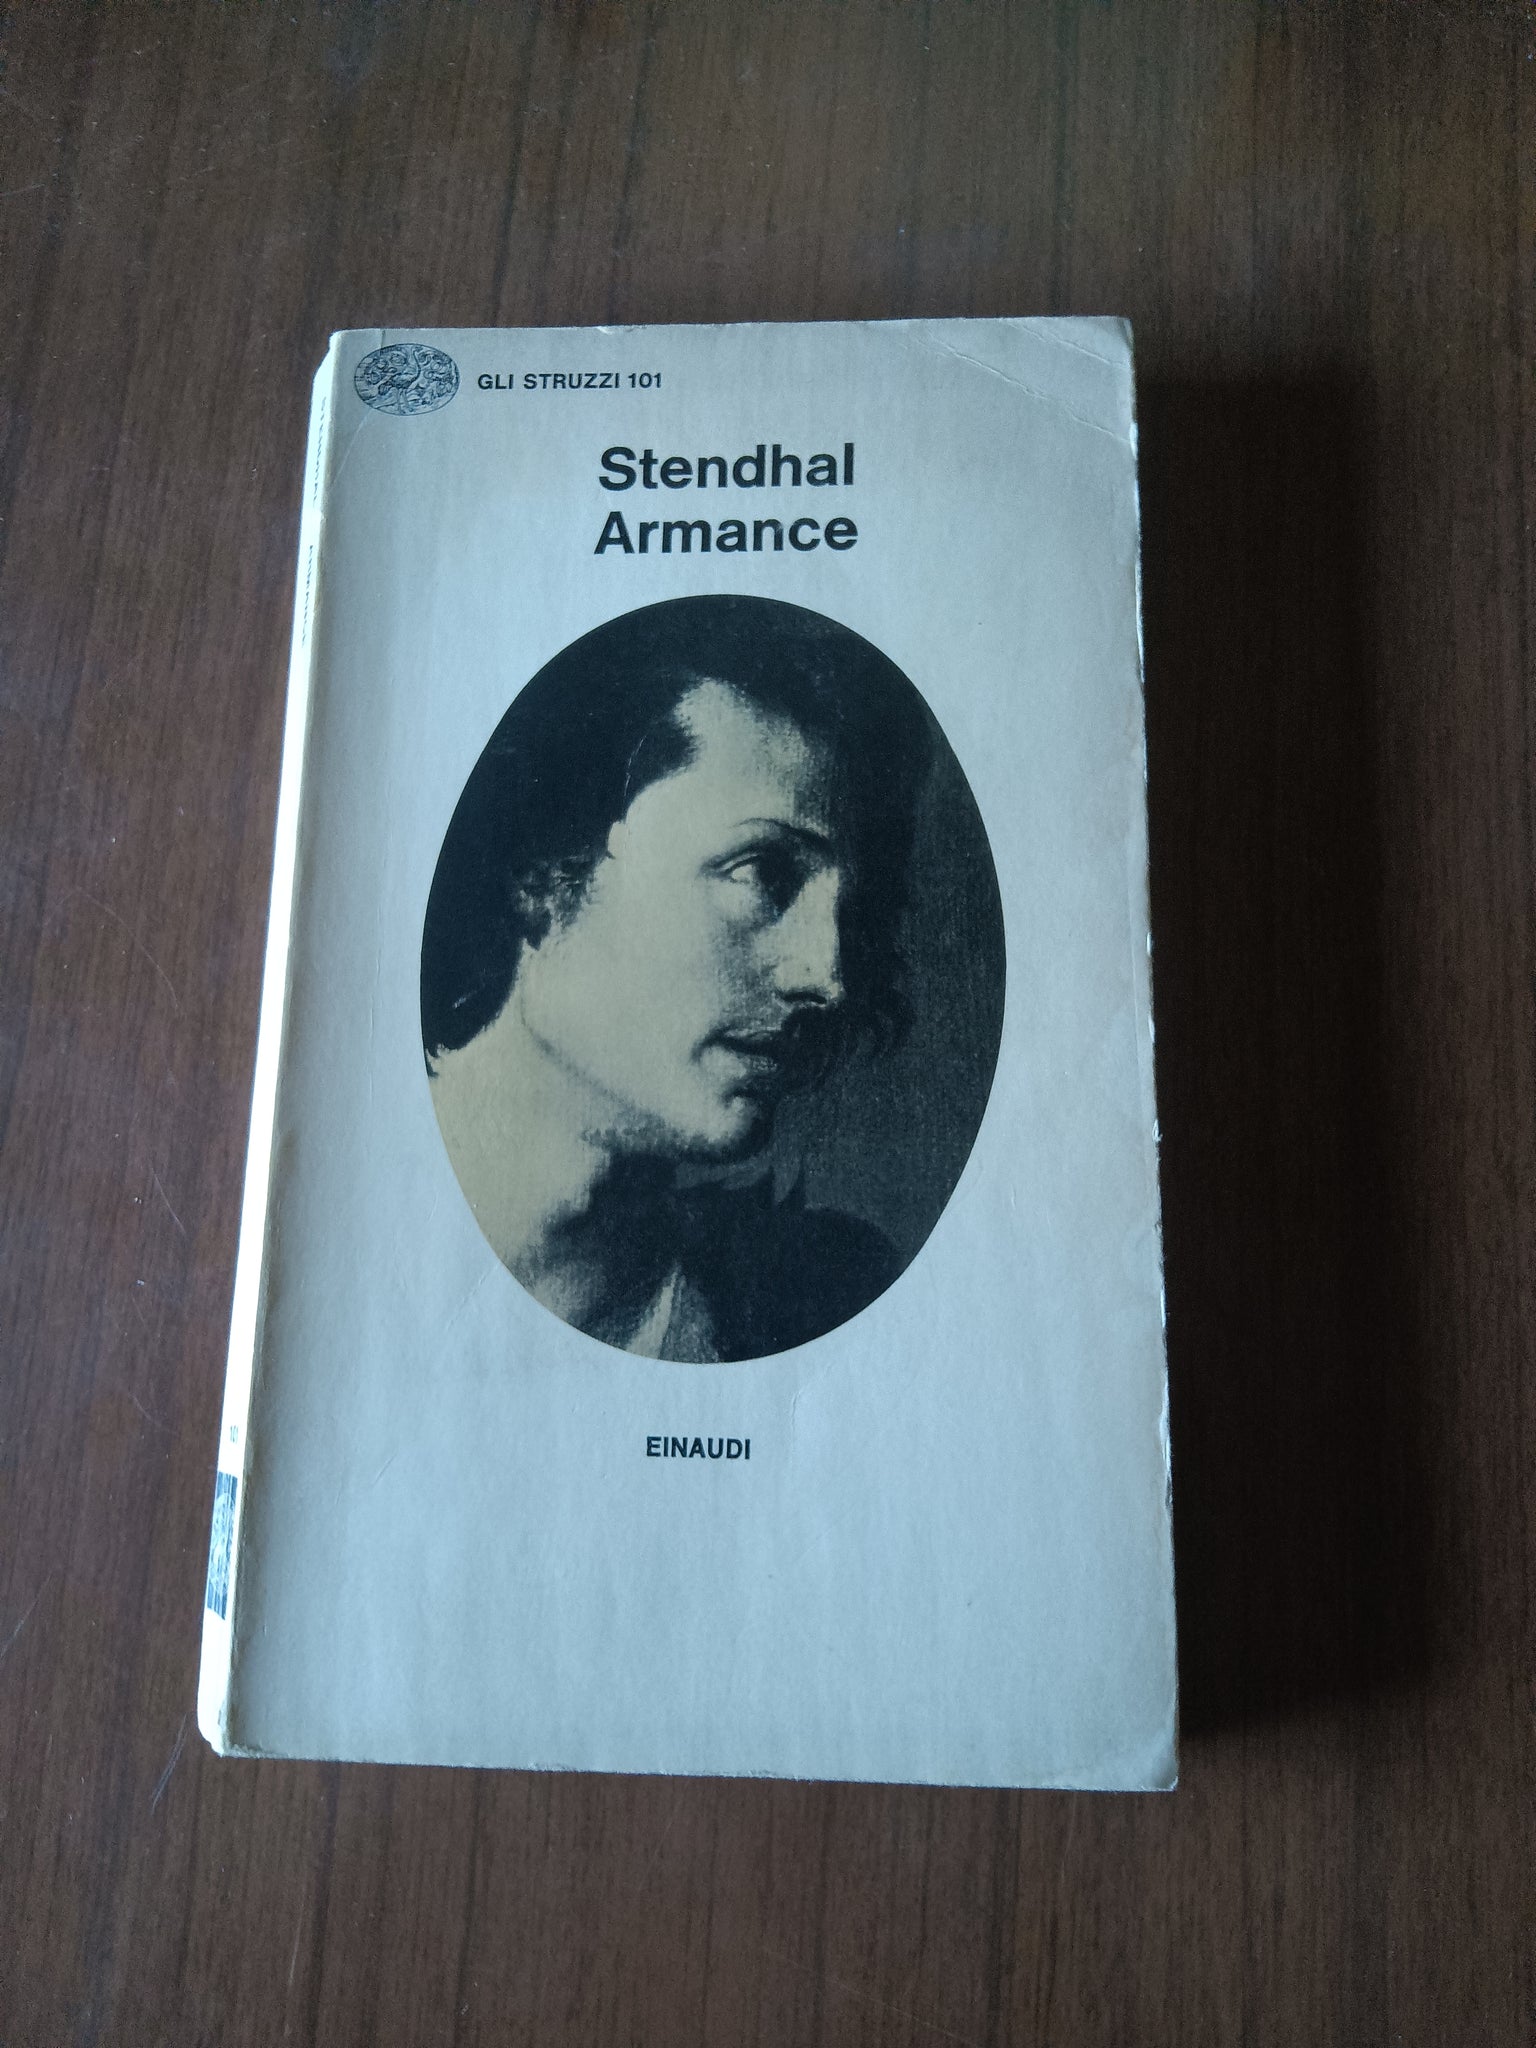 GLI STRUZZI 101
Stendhal
Armance
EINAUDI